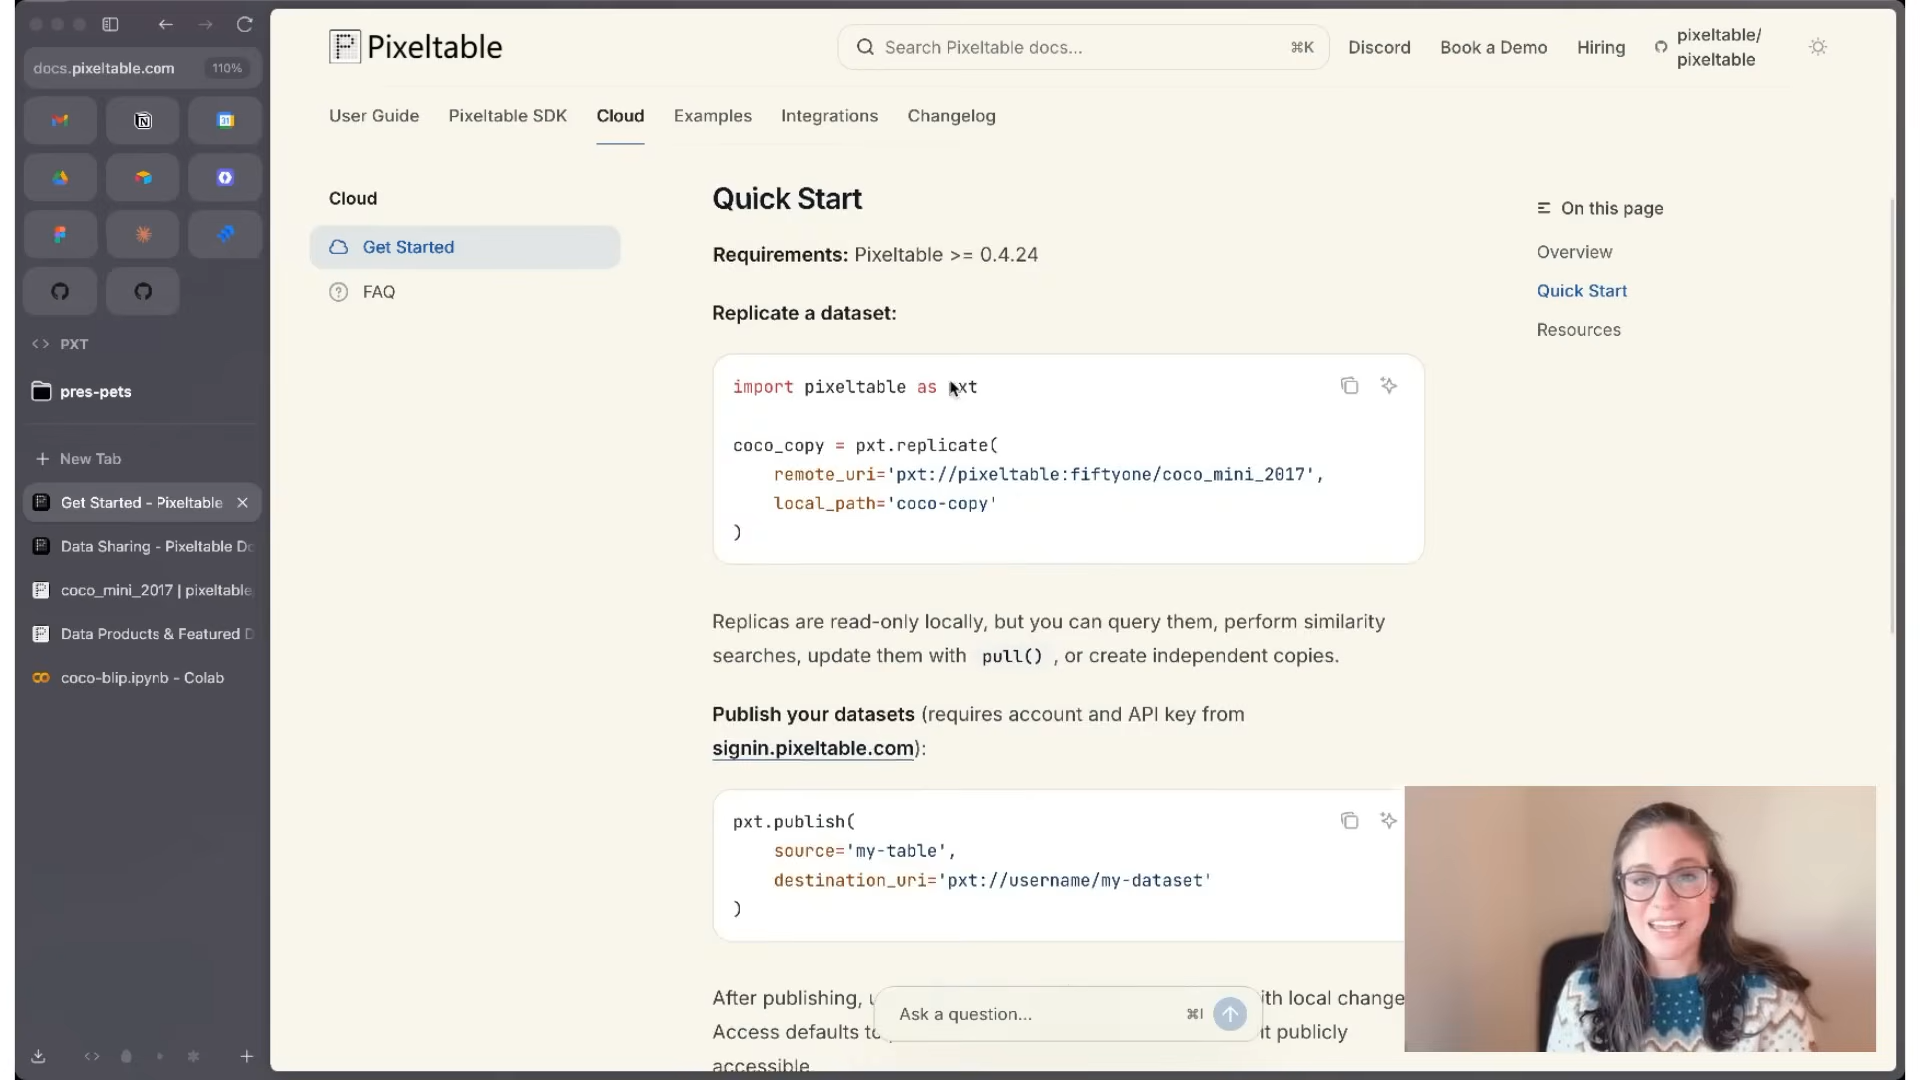 docs.pixeltable.com
110%
PXT
pres-pets
New Tab
Get Started - Pixeltable
Data Sharing - Pixeltable Do
coco_mini_2017 | pixeltable
Data Products & Featured D
coco-blip.ipynb - Colab
Pixeltable
Search Pixeltable docs...
⌘K
Discord
Book a Demo
Hiring
pixeltable/
pixeltable
User Guide
Pixeltable SDK
Cloud
Examples
Integrations
Changelog
Cloud
Get Started
FAQ
Quick Start
Requirements: Pixeltable >= 0.4.24
Replicate a dataset:
import pixeltable as pxt
coco_copy = pxt.replicate(
remote_uri='pxt://pixeltable:fiftyone/coco_mini_2017',
local_path='coco-copy'
)
Replicas are read-only locally, but you can query them, perform similarity
searches, update them with pull() , or create independent copies.
Publish your datasets (requires account and API key from
signin.pixeltable.com):
pxt.publish(
source='my-table',
destination_uri='pxt://username/my-dataset'
)
After publishing, ith local change
Access defaults to it publicly
accessible
Ask a question...
⌘I
On this page
Overview
Quick Start
Resources